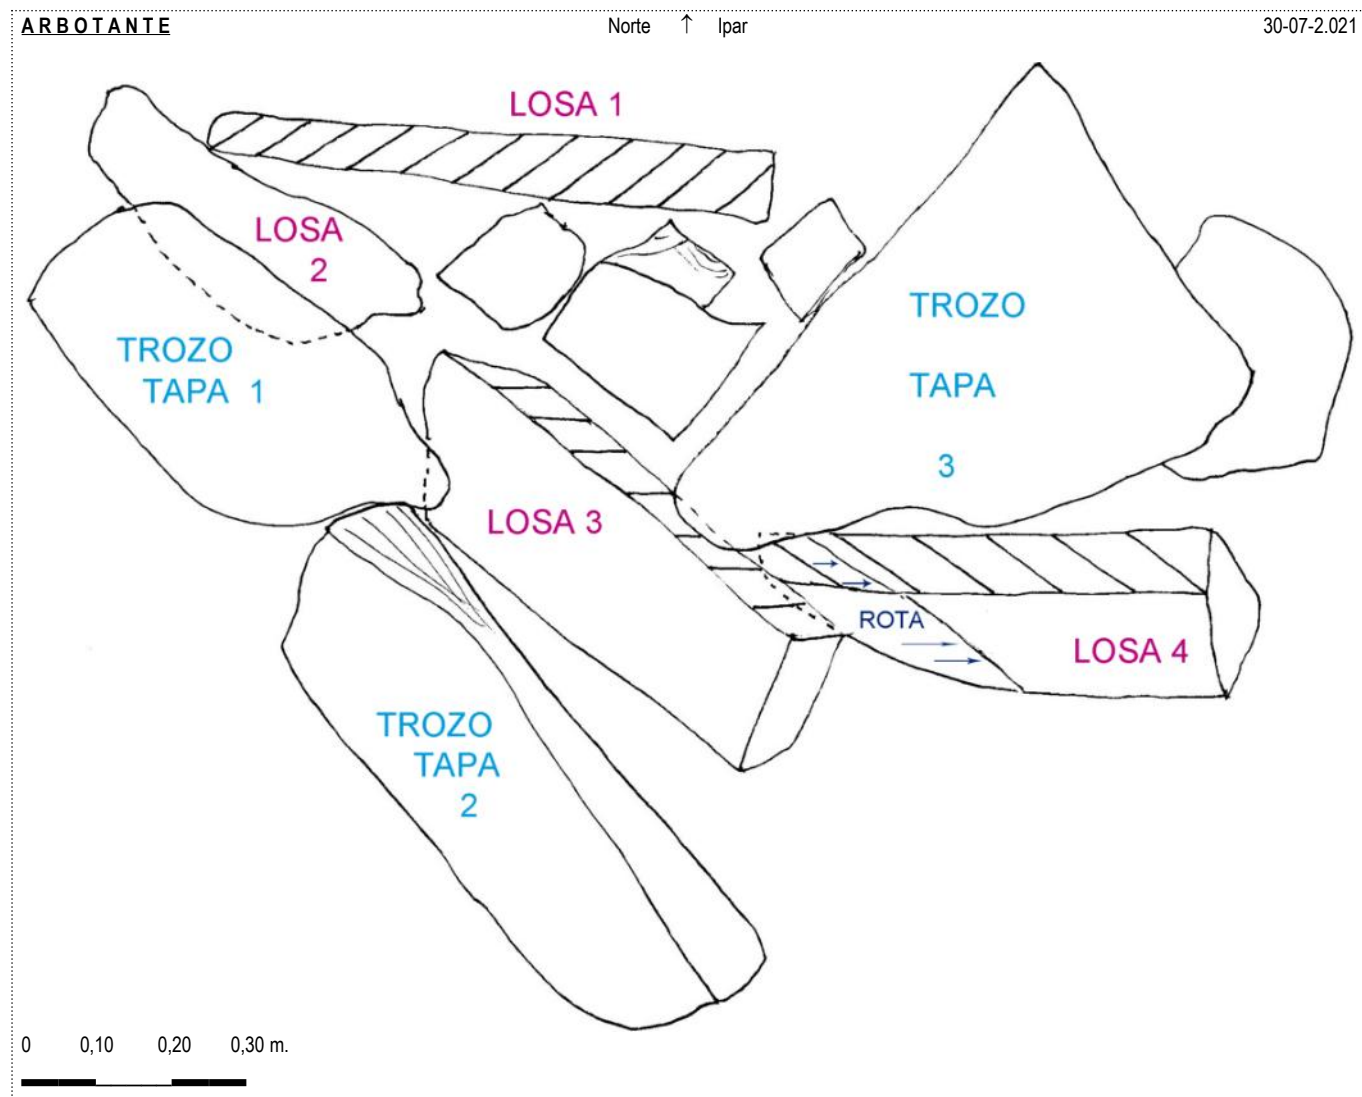 ARBOTANTE Norte ↑ Ipar 30-07-2.021
LOSA 1
LOSA
2
TROZO
TAPA 1
TROZO
TAPA
3
LOSA 3
ROTA
LOSA 4
TROZO
TAPA
2
0 0,10 0,20 0,30 m.